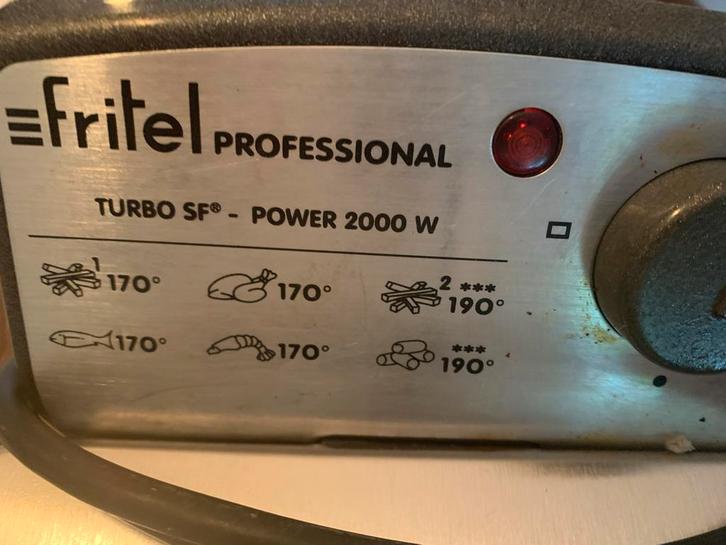 fritel PROFESSIONAL
TURBO SF® - POWER 2000 W
1 170° 170° 2 *** 190°
170° 170° *** 190°